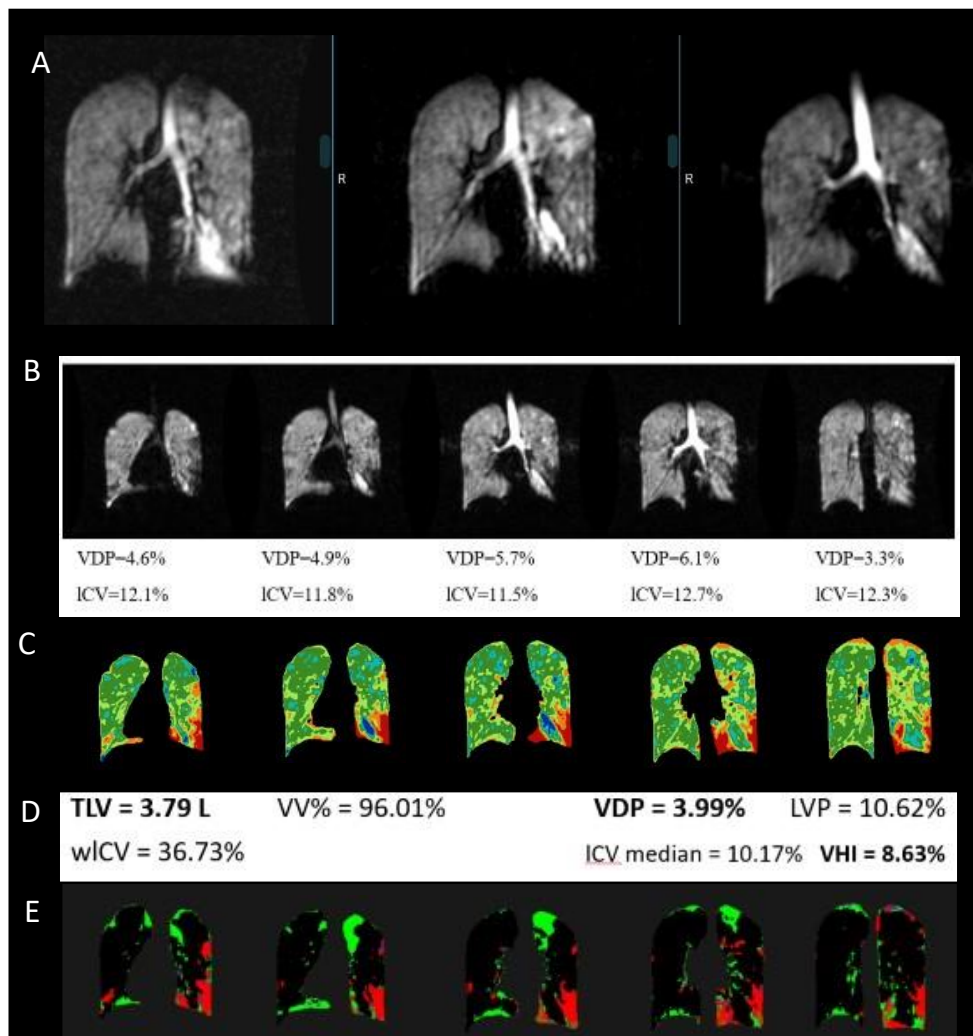 A
R
R
B
VDP=4.6% VDP=4.9% VDP=5.7% VDP=6.1% VDP=3.3%
lCV=12.1% lCV=11.8% lCV=11.5% lCV=12.7% lCV=12.3%
C
D
TLV = 3.79 L VV% = 96.01% VDP = 3.99% LVP = 10.62%
wlCV = 36.73% lCV median = 10.17% VHI = 8.63%
E